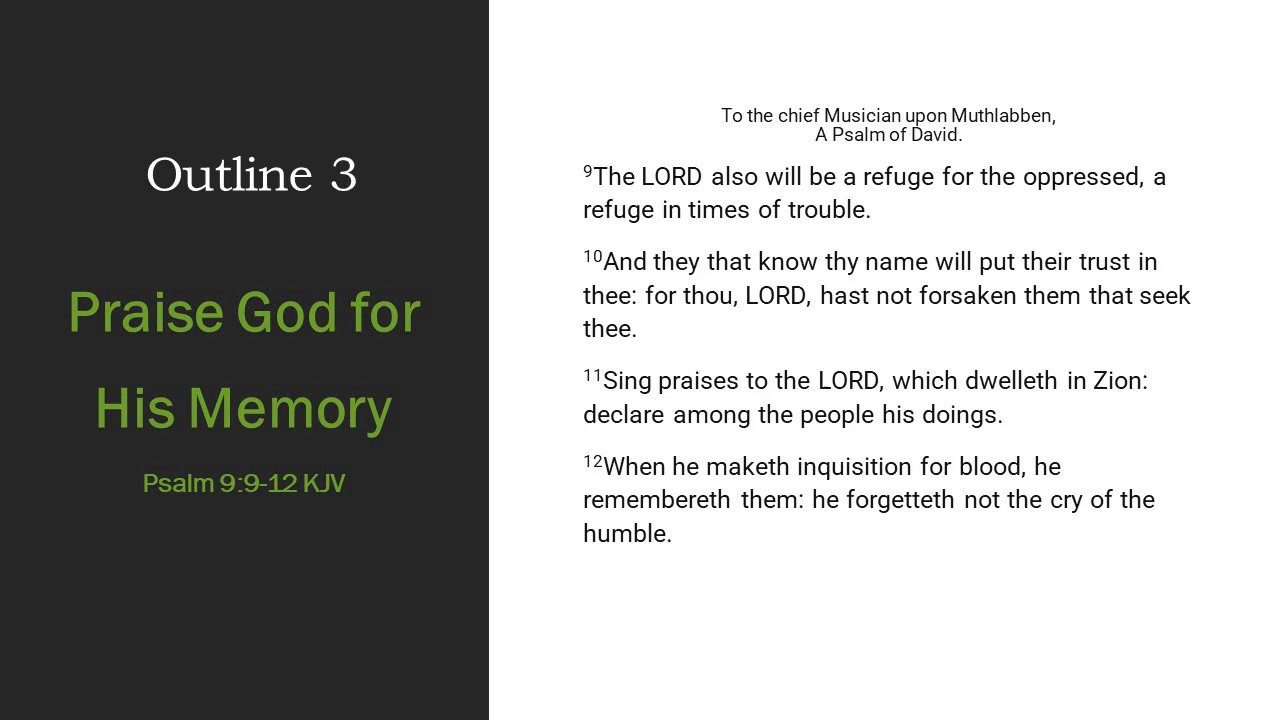 Outline 3
Praise God for
His Memory
Psalm 9:9-12 KJV
To the chief Musician upon Muthlabben,
A Psalm of David.
9The LORD also will be a refuge for the oppressed, a
refuge in times of trouble.
10And they that know thy name will put their trust in
thee: for thou, LORD, hast not forsaken them that seek
thee.
11Sing praises to the LORD, which dwelleth in Zion:
declare among the people his doings.
12When he maketh inquisition for blood, he
remembereth them: he forgetteth not the cry of the
humble.